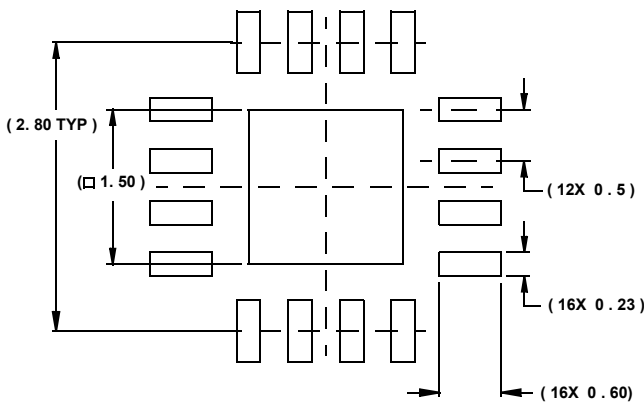 ( 2. 80 TYP )
(□ 1. 50 )
( 12X 0 . 5 )
( 16X 0 . 23 )
( 16X 0 . 60)